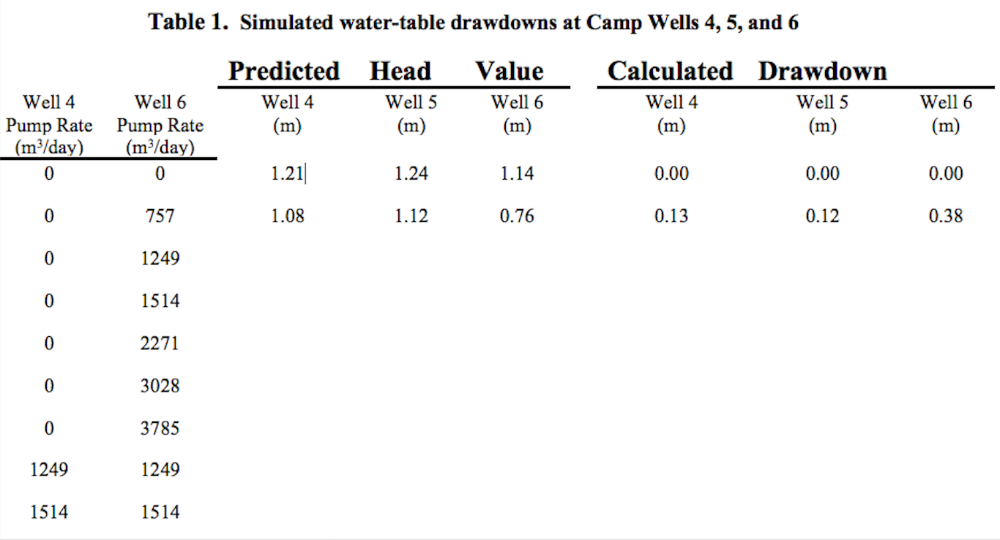 Table 1. Simulated water-table drawdowns at Camp Wells 4, 5, and 6
Predicted Head Value Calculated Drawdown
Well 4 Well 6 Well 4 Well 5 Well 6 Well 4 Well 5 Well 6
Pump Rate Pump Rate (m) (m) (m) (m) (m) (m)
(m³/day) (m³/day)
0 0 1.21 1.24 1.14 0.00 0.00 0.00
0 757 1.08 1.12 0.76 0.13 0.12 0.38
0 1249
0 1514
0 2271
0 3028
0 3785
1249 1249
1514 1514